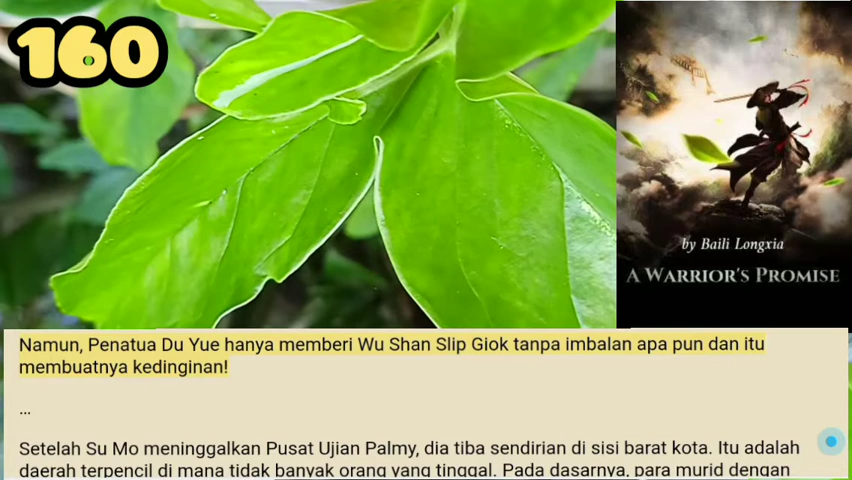 160
by Baili Longxia
A WARRIOR'S PROMISE
Namun, Penatua Du Yue hanya memberi Wu Shan Slip Giok tanpa imbalan apa pun dan itu
membuatnya kedinginan!
...
Setelah Su Mo meninggalkan Pusat Ujian Palmy, dia tiba sendirian di sisi barat kota. Itu adalah
daerah terpencil di mana tidak banyak orang yang tinggal. Pada dasarnya, para murid dengan